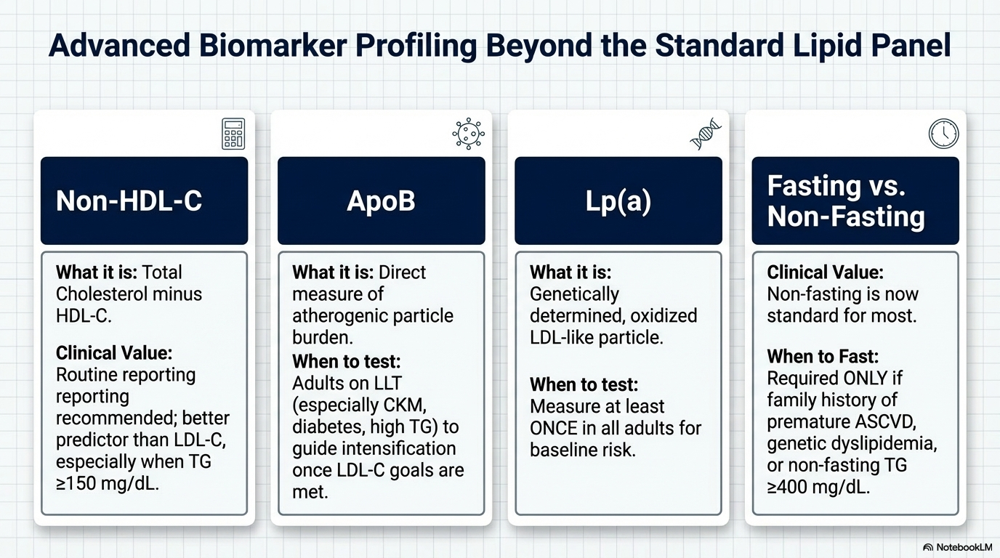 Advanced Biomarker Profiling Beyond the Standard Lipid Panel
Non-HDL-C
What it is: Total
Cholesterol minus
HDL-C.
Clinical Value:
Routine reporting
reporting
recommended; better
predictor than LDL-C,
especially when TG
≥150 mg/dL.
ApoB
What it is: Direct
measure of
atherogenic particle
burden.
When to test:
Adults on LLT
(especially CKM,
diabetes, high TG) to
guide intensification
once LDL-C goals are
met.
Lp(a)
What it is:
Genetically
determined, oxidized
LDL-like particle.
When to test:
Measure at least
ONCE in all adults for
baseline risk.
Fasting vs.
Non-Fasting
Clinical Value:
Non-fasting is now
standard for most.
When to Fast:
Required ONLY if
family history of
premature ASCVD,
genetic dyslipidemia,
or non-fasting TG
≥400 mg/dL.
NotebookLM